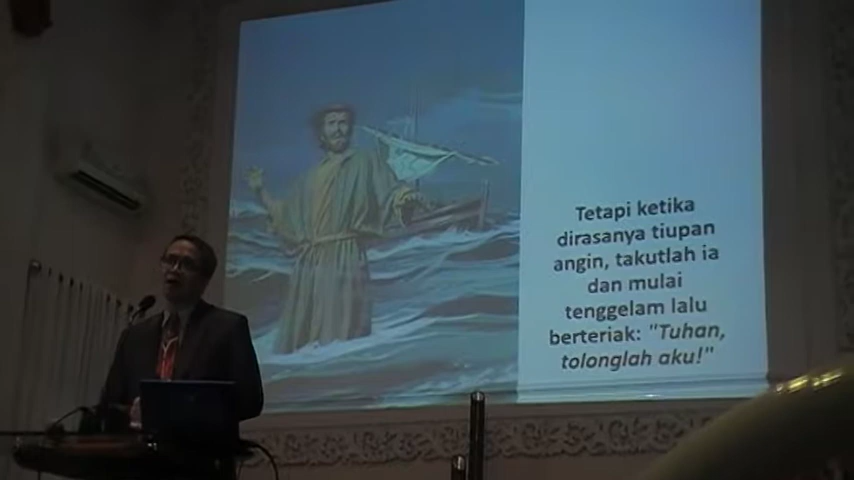 Tetapi ketika
dirasanya tiupan
angin, takutlah ia
dan mulai
tenggelam lalu
berteriak: "Tuhan,
tolonglah aku!"